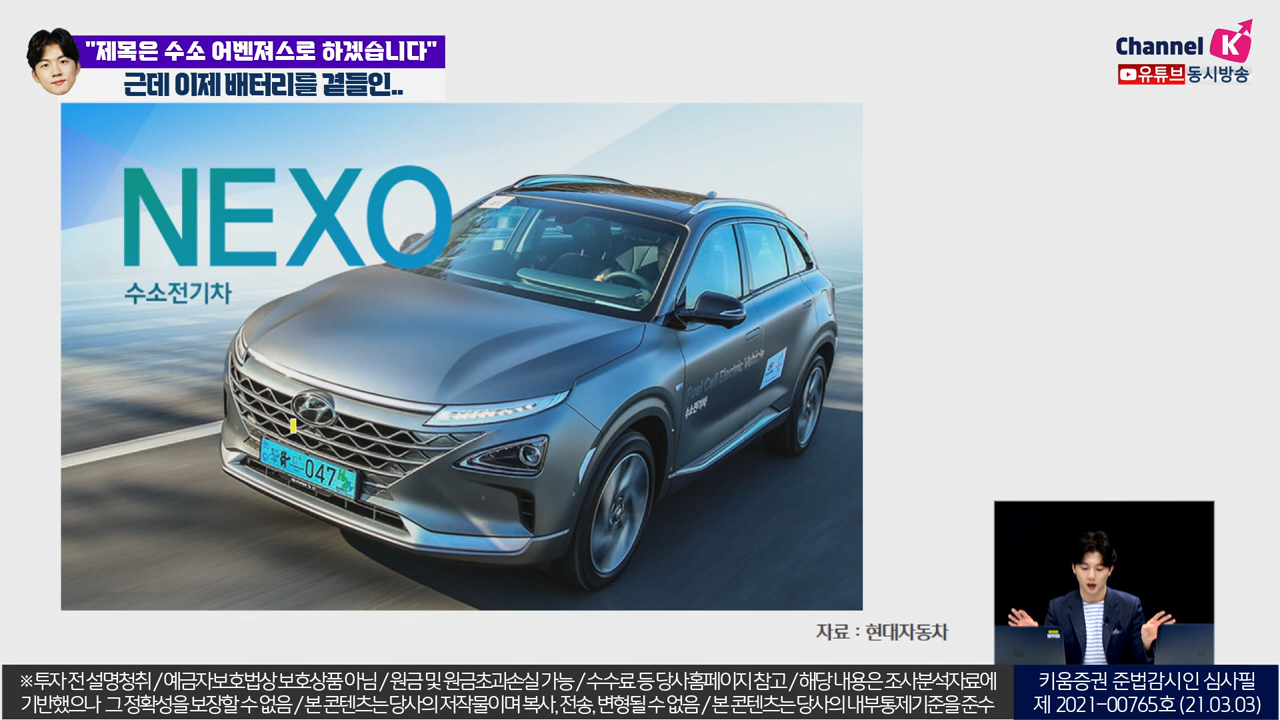 "제목은 수소 어벤져스로 하겠습니다"
근데 이제 배터리를 곁들인..
Channel K
유튜브동시방송
NEXO
수소전기차
Fuel Cell Electric Vehicle
수소전기차
047
자료 : 현대자동차
※투자 전 설명청취 / 예금자보호법상 보호상품 아님 / 원금 및 원금초과손실 가능 / 수수료 등 당사홈페이지 참고 / 해당 내용은 조사분석자료에
기반했으나 그 정확성을 보장할 수 없음 / 본 콘텐츠는 당사의 저작물이며 복사, 전송, 변형될 수 없음 / 본 콘텐츠는 당사의 내부통제기준을 준수
키움증권 준법감시인 심사필
제 2021-00765호 (21.03.03)